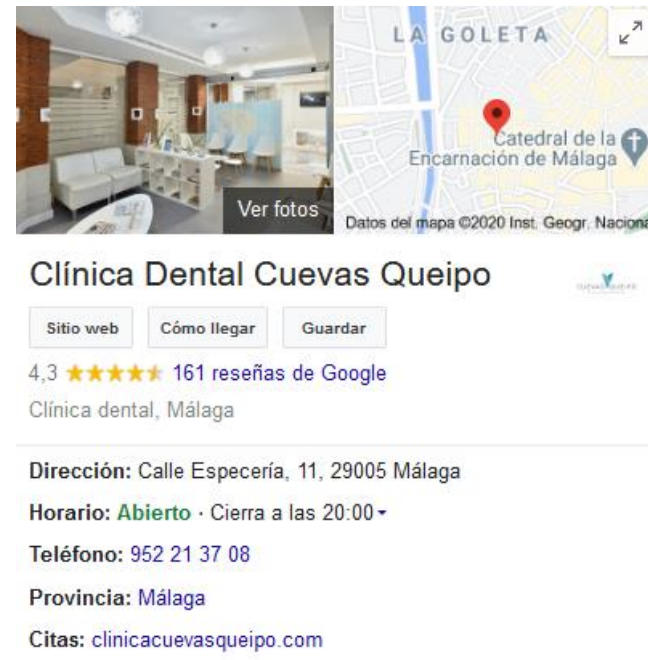 LA GOLETA
Catedral de la
Encarnación de Málaga
Ver fotos
Datos del mapa ©2020 Inst. Geogr. Naciona
Clínica Dental Cuevas Queipo
CUEVAS QUEIPO
Sitio web
Cómo llegar
Guardar
4,3 161 reseñas de Google
Clínica dental, Málaga
Dirección: Calle Especería, 11, 29005 Málaga
Horario: Abierto · Cierra a las 20:00
Teléfono: 952 21 37 08
Provincia: Málaga
Citas: clinicacuevasqueipo.com